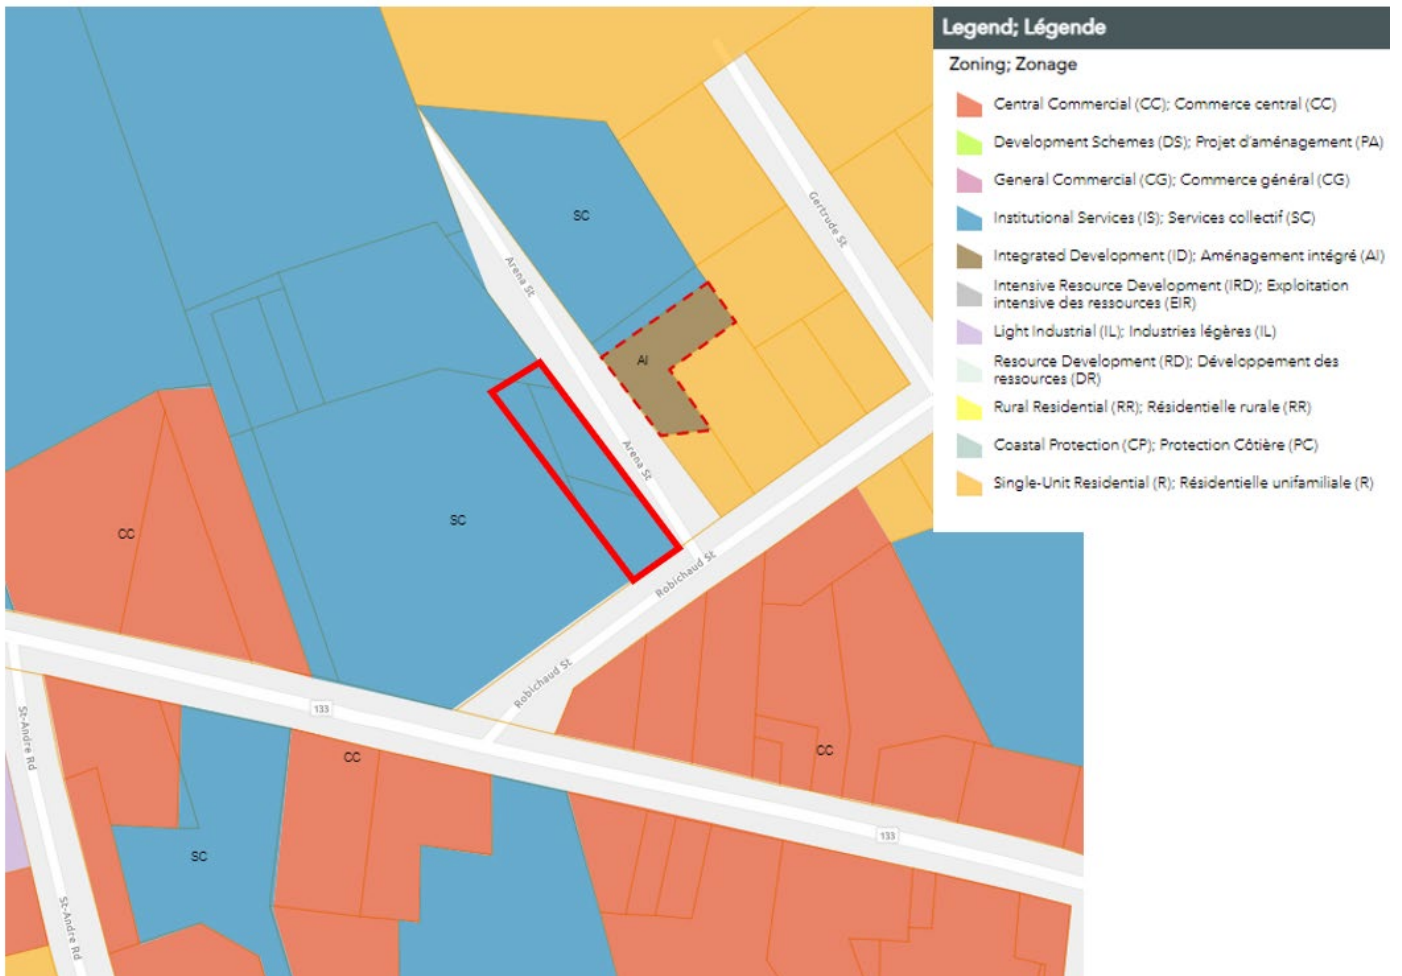 Legend; Légende
Zoning; Zonage
Central Commercial (CC); Commerce central (CC)
Development Schemes (DS); Projet d'aménagement (PA)
General Commercial (CG); Commerce général (CG)
Institutional Services (IS); Services collectif (SC)
Integrated Development (ID); Aménagement intégré (AI)
Intensive Resource Development (IRD); Exploitation
intensive des ressources (EIR)
Light Industrial (IL); Industries légères (IL)
Resource Development (RD); Développement des
ressources (DR)
Rural Residential (RR); Résidentielle rurale (RR)
Coastal Protection (CP); Protection Côtière (PC)
Single-Unit Residential (R); Résidentielle unifamiliale (R)
SC
Gertrude St
Arena St
AI
Arena St
SC
CC
Robichaud St
Robichaud St
133
St-Andre Rd
CC
CC
133
SC
St-Andre Rd